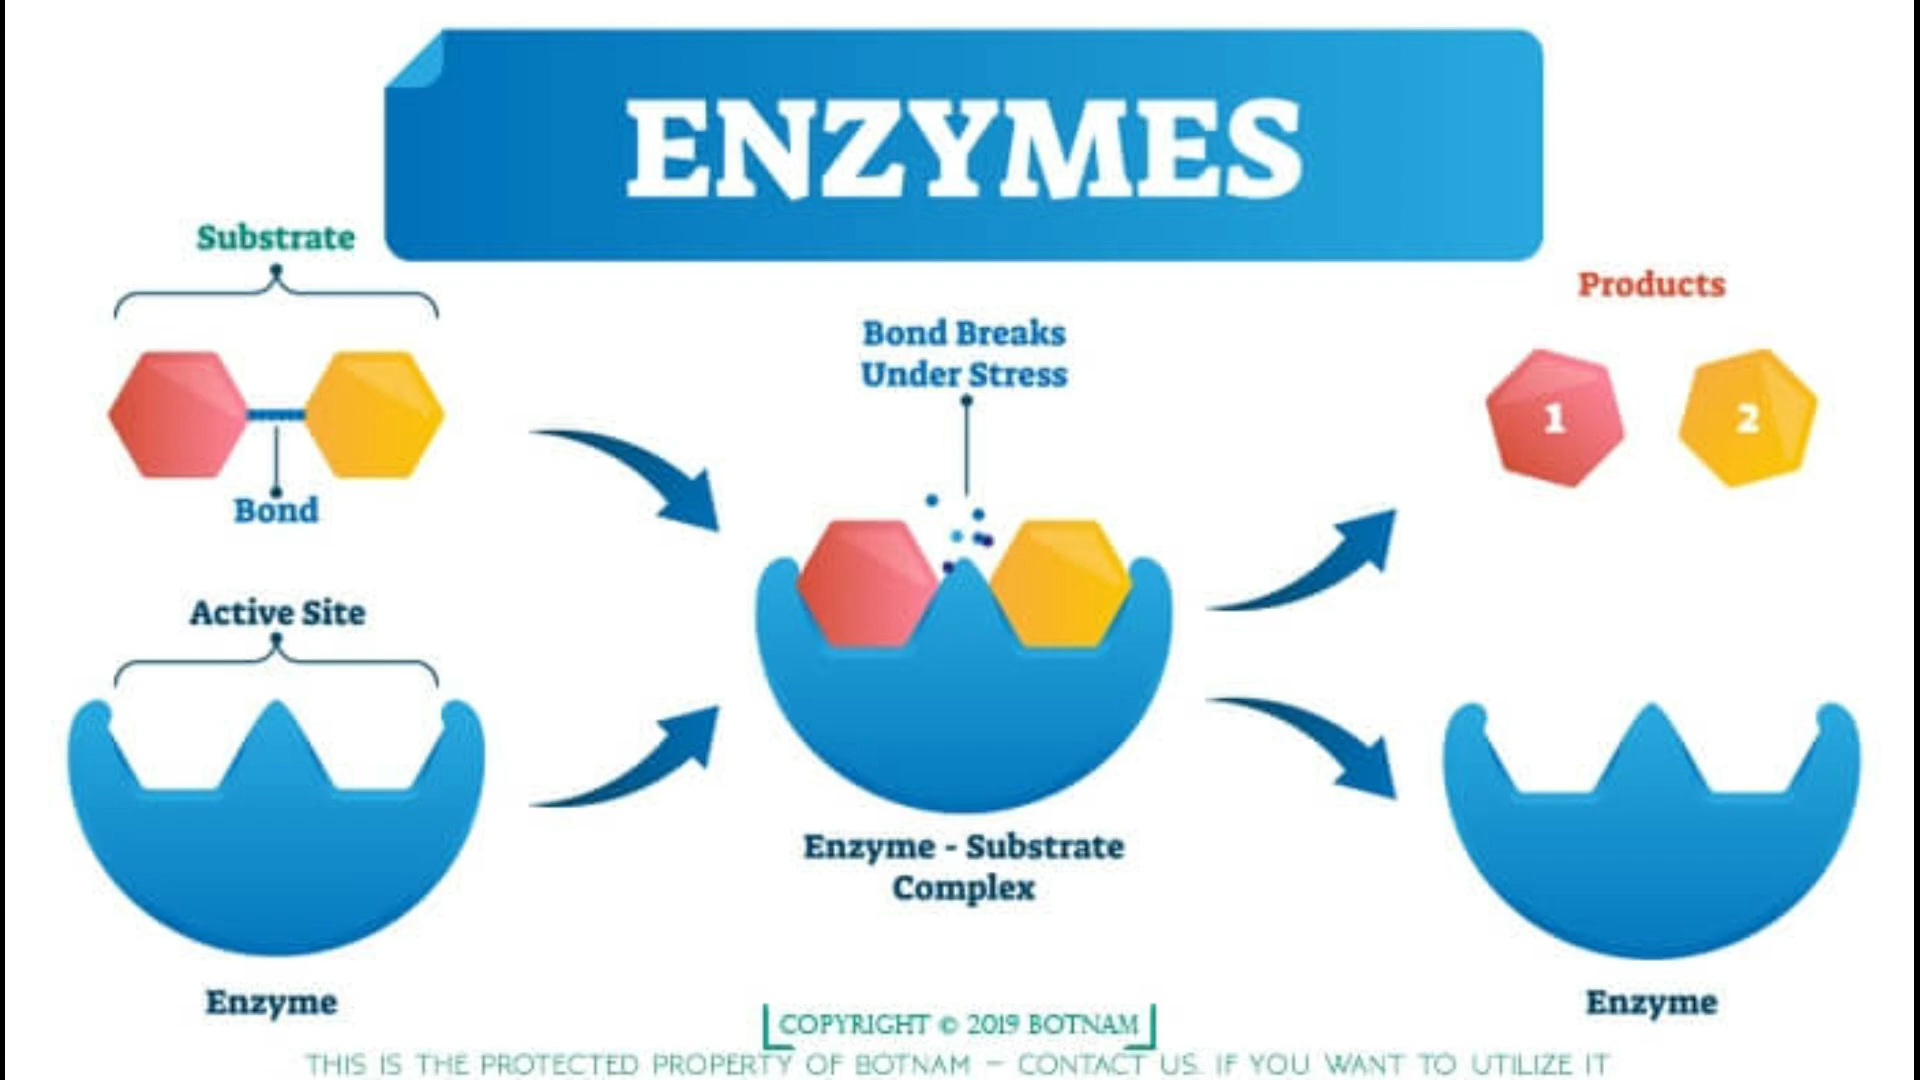 ENZYMES
Substrate
Bond
Active Site
Enzyme
Bond Breaks
Under Stress
Enzyme - Substrate
Complex
Products
1
2
Enzyme
COPYRIGHT © 2019 BOTNAM
THIS IS THE PROTECTED PROPERTY OF BOTNAM – CONTACT US. IF YOU WANT TO UTILIZE IT